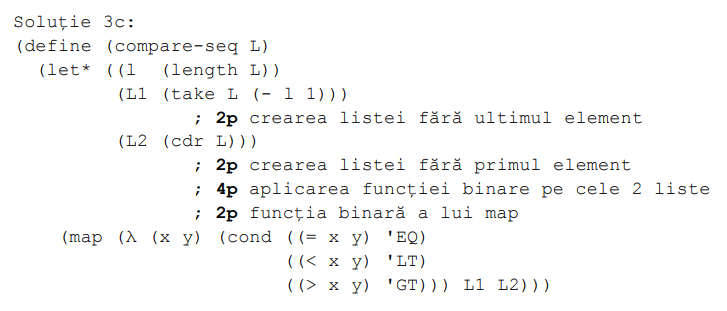 Soluție 3c:
(define (compare-seq L)
  (let* ((l  (length L))
         (L1 (take L (- l 1)))
                ; 2p crearea listei fără ultimul element
         (L2 (cdr L)))
                ; 2p crearea listei fără primul element
                ; 4p aplicarea funcției binare pe cele 2 liste
                ; 2p funcția binară a lui map
    (map (λ (x y) (cond ((= x y) 'EQ)
                        ((< x y) 'LT)
                        ((> x y) 'GT))) L1 L2)))